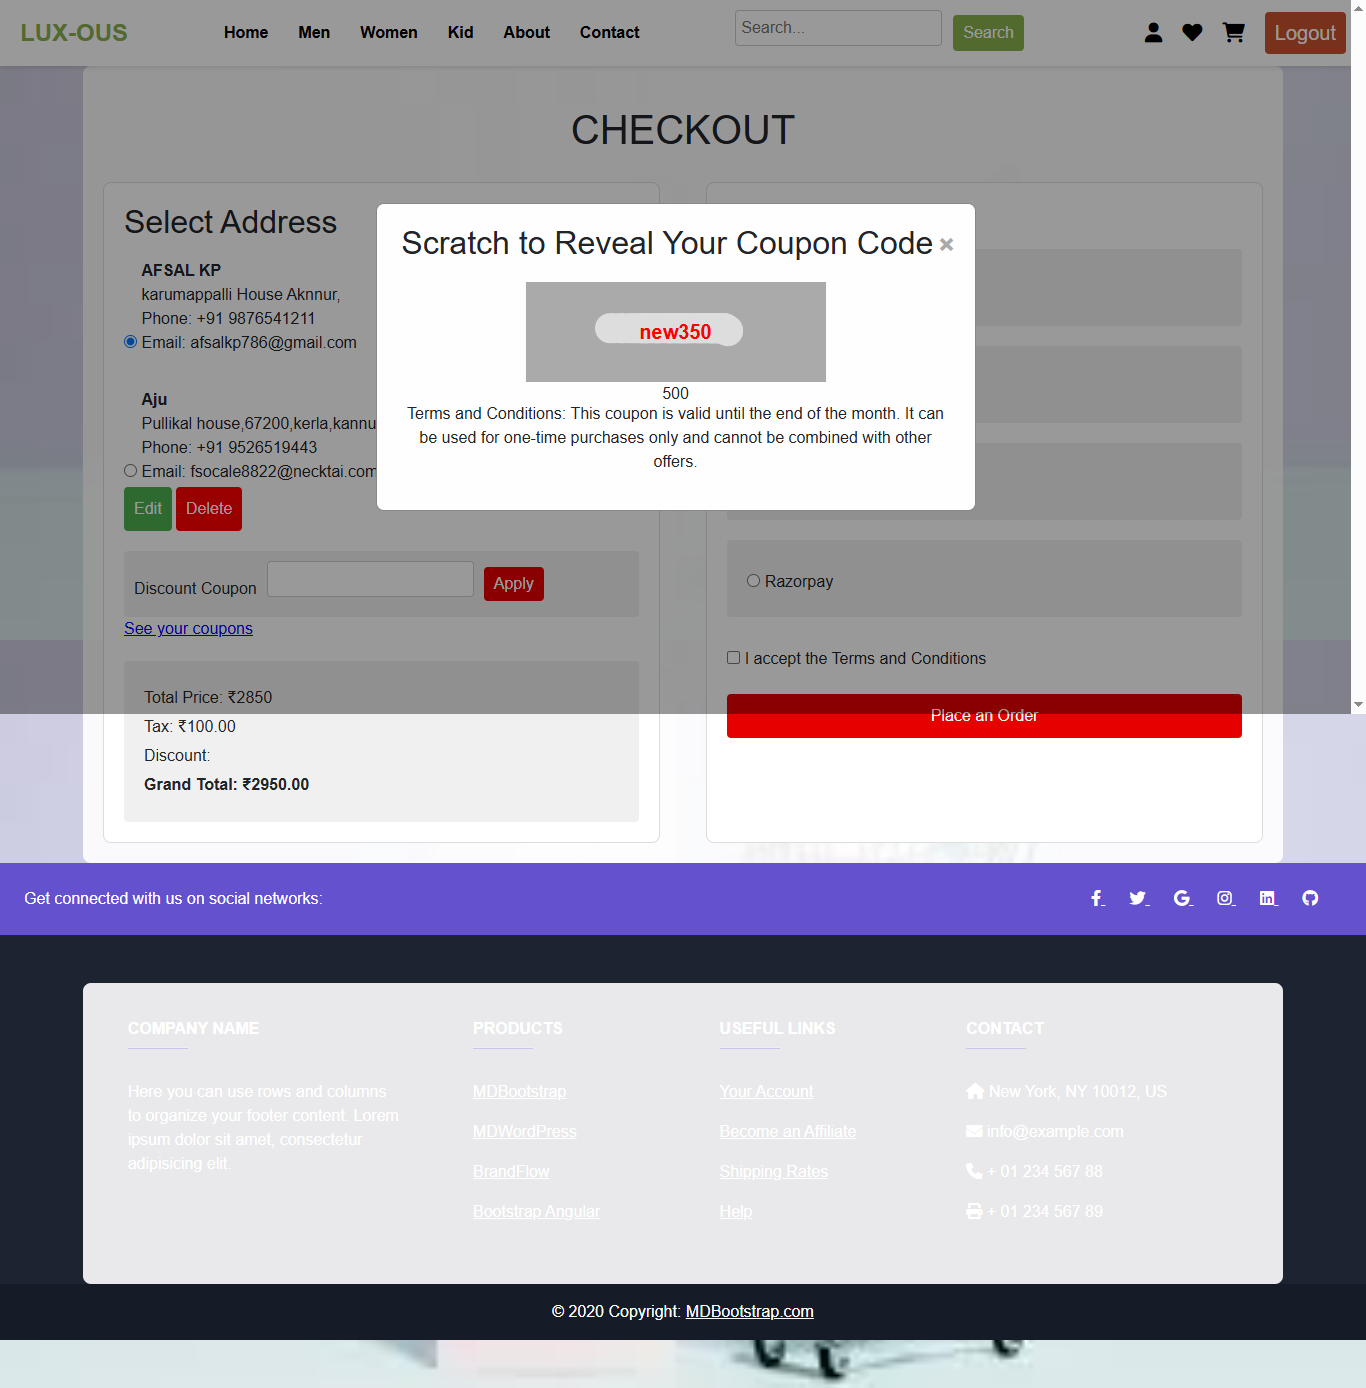 LUX-OUS
Home Men Women Kid About Contact
Search...
Search
Logout
CHECKOUT
Select Address
AFSAL KP
karumappalli House Aknnur,
Phone: +91 9876541211
Email: afsalkp786@gmail.com
Aju
Pullikal house,67200,kerla,kannu
Phone: +91 9526519443
Email: fsocale8822@necktai.com
Edit Delete
Discount Coupon
Apply
See your coupons
Total Price: ₹2850
Tax: ₹100.00
Discount:
Grand Total: ₹2950.00
Scratch to Reveal Your Coupon Code ×
new350
500
Terms and Conditions: This coupon is valid until the end of the month. It can
be used for one-time purchases only and cannot be combined with other
offers.
Razorpay
I accept the Terms and Conditions
Place an Order
Get connected with us on social networks:
COMPANY NAME
Here you can use rows and columns
to organize your footer content. Lorem
ipsum dolor sit amet, consectetur
adipisicing elit.
PRODUCTS
MDBootstrap
MDWordPress
BrandFlow
Bootstrap Angular
USEFUL LINKS
Your Account
Become an Affiliate
Shipping Rates
Help
CONTACT
New York, NY 10012, US
info@example.com
+ 01 234 567 88
+ 01 234 567 89
© 2020 Copyright: MDBootstrap.com